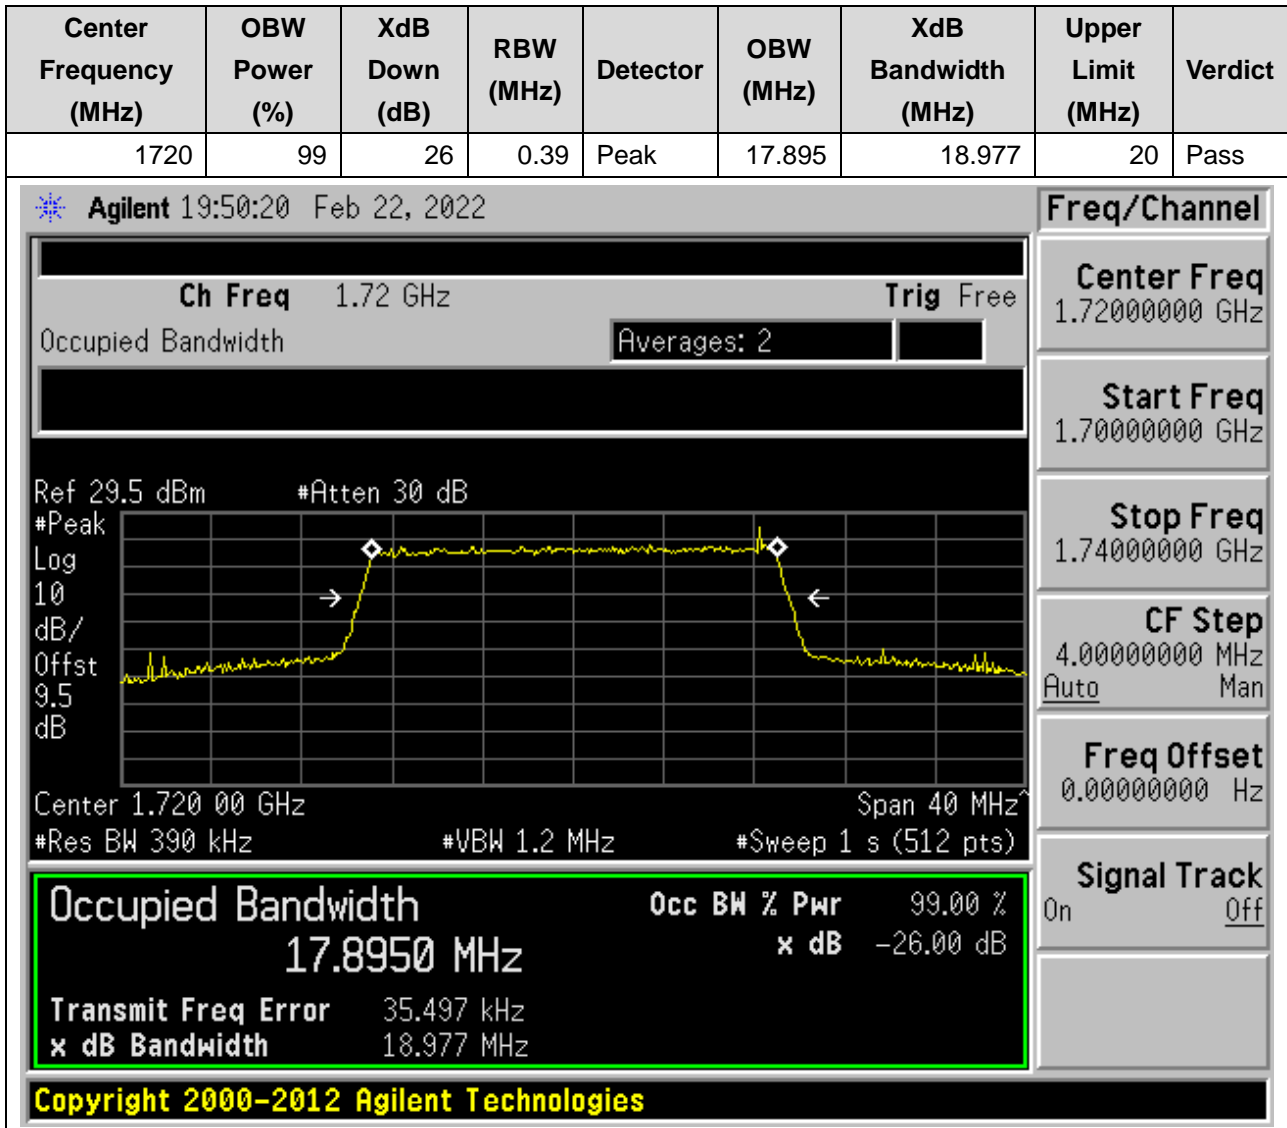 Center Frequency (MHz) OBW Power (%) XdB Down (dB) RBW (MHz) Detector OBW (MHz) XdB Bandwidth (MHz) Upper Limit (MHz) Verdict
1720 99 26 0.39 Peak 17.895 18.977 20 Pass
Agilent 19:50:20 Feb 22, 2022
Freq/Channel
Ch Freq 1.72 GHz Trig Free
Occupied Bandwidth Averages: 2
Center Freq
1.72000000 GHz
Start Freq
1.70000000 GHz
Stop Freq
1.74000000 GHz
CF Step
4.00000000 MHz
Auto Man
Freq Offset
0.00000000 Hz
Signal Track
On Off
Ref 29.5 dBm #Atten 30 dB
#Peak
Log
10
dB/
Offst
9.5
dB
Center 1.720 00 GHz Span 40 MHz^
#Res BW 390 kHz #VBW 1.2 MHz #Sweep 1 s (512 pts)
Occupied Bandwidth Occ BW % Pwr 99.00 %
17.8950 MHz x dB -26.00 dB
Transmit Freq Error 35.497 kHz
x dB Bandwidth 18.977 MHz
Copyright 2000-2012 Agilent Technologies